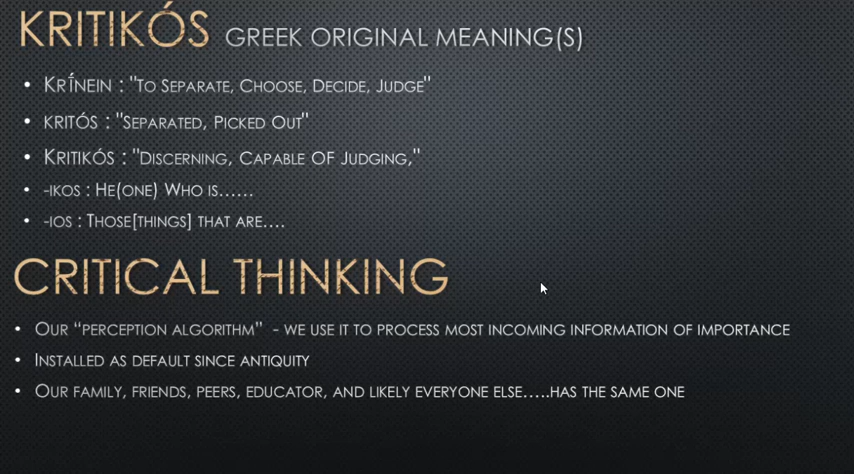 KRITIKÓS GREEK ORIGINAL MEANING(S)
• KRĪ́NEIN : "TO SEPARATE, CHOOSE, DECIDE, JUDGE"
• KRITÓS : "SEPARATED, PICKED OUT"
• KRITIKÓS : "DISCERNING, CAPABLE OF JUDGING,"
• -IKOS : HE(ONE) WHO IS……
• -IOS : THOSE[THINGS] THAT ARE….
CRITICAL THINKING
• OUR “PERCEPTION ALGORITHM” - WE USE IT TO PROCESS MOST INCOMING INFORMATION OF IMPORTANCE
• INSTALLED AS DEFAULT SINCE ANTIQUITY
• OUR FAMILY, FRIENDS, PEERS, EDUCATOR, AND LIKELY EVERYONE ELSE…..HAS THE SAME ONE